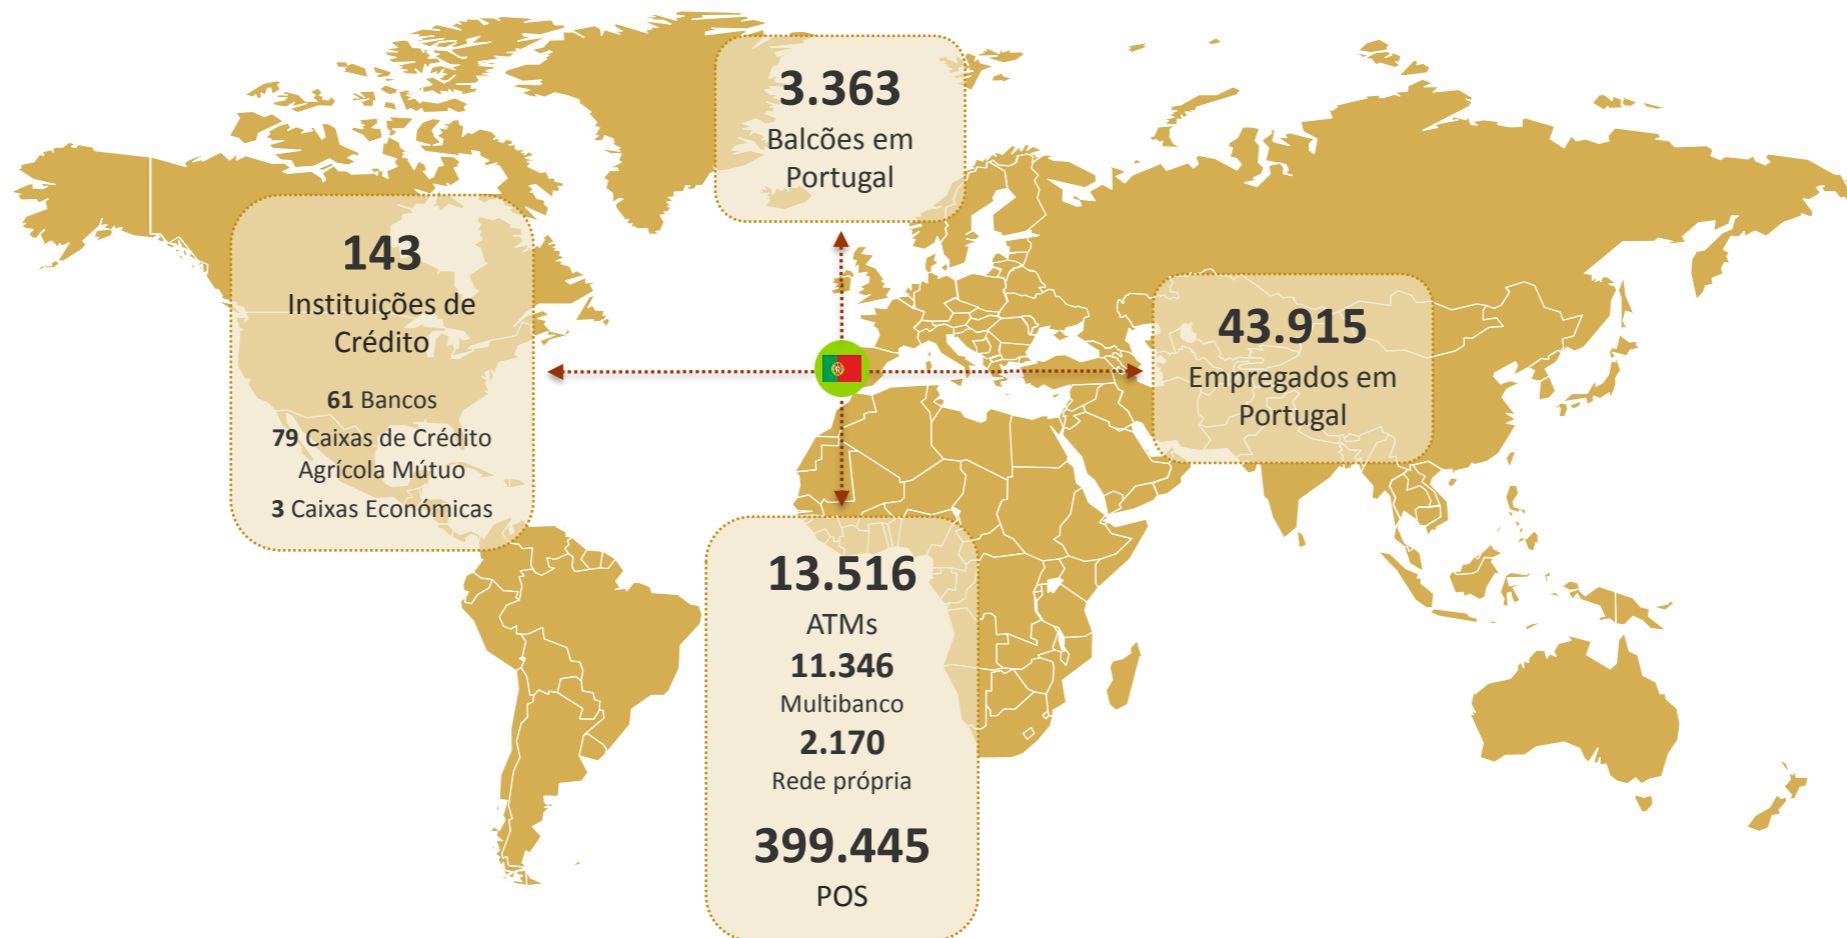 3.363
Balcões em
Portugal
143
Instituições de
Crédito
61 Bancos
79 Caixas de Crédito
Agrícola Mútuo
3 Caixas Económicas
43.915
Empregados em
Portugal
13.516
ATMs
11.346
Multibanco
2.170
Rede própria
399.445
POS